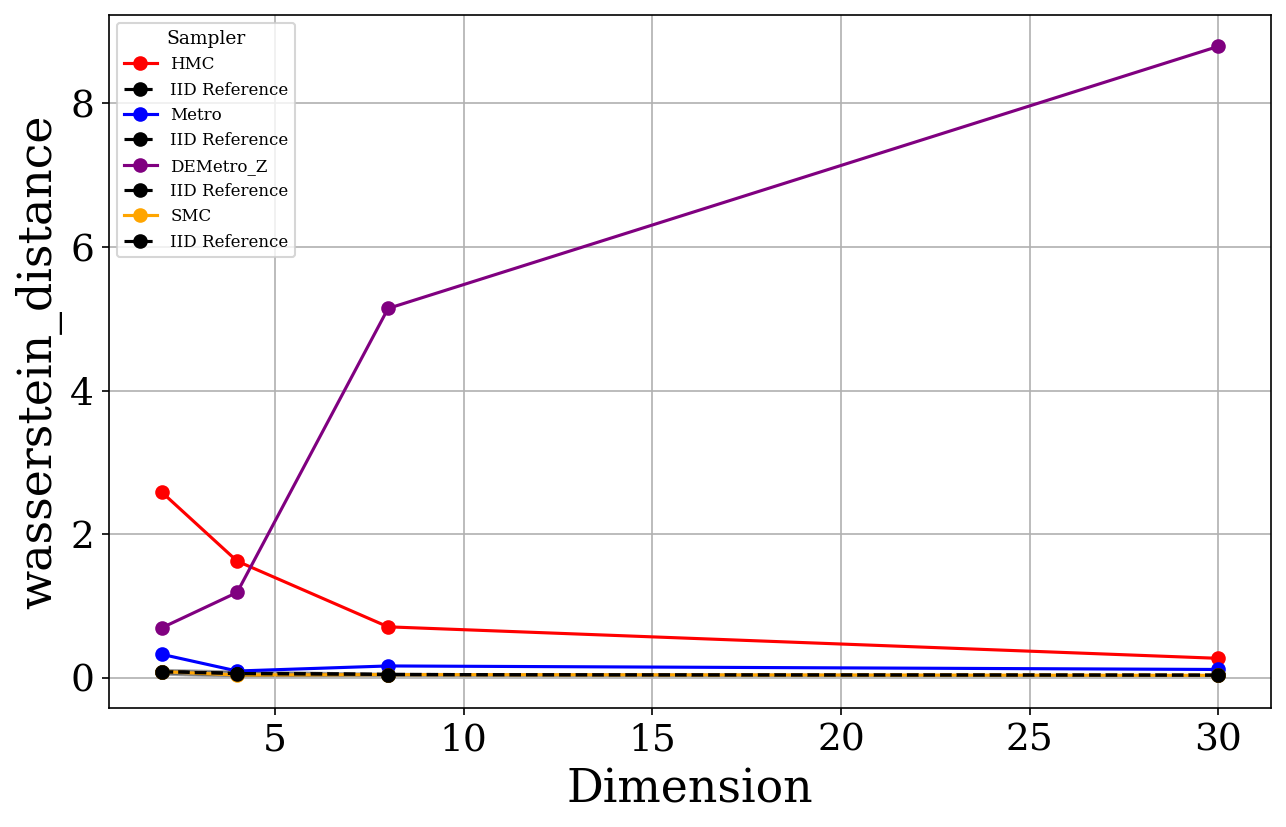 Sampler
HMC
IID Reference
Metro
IID Reference
DEMetro_Z
IID Reference
SMC
IID Reference
wasserstein_distance
8
6
4
2
0
5 10 15 20 25 30
Dimension